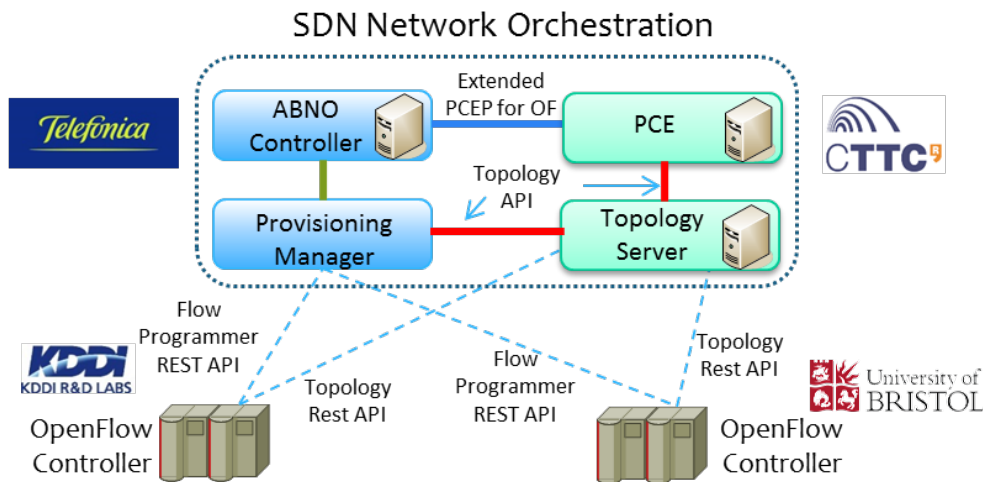 SDN Network Orchestration
Telefonica
ABNO
Controller
Extended
PCEP for OF
PCE
CTTC
Topology
API
Provisioning
Manager
Topology
Server
Flow
Programmer
REST API
KDDI
KDDI R&D LABS
Topology
Rest API
Flow
Programmer
REST API
Topology
Rest API
University of
BRISTOL
OpenFlow
Controller
OpenFlow
Controller